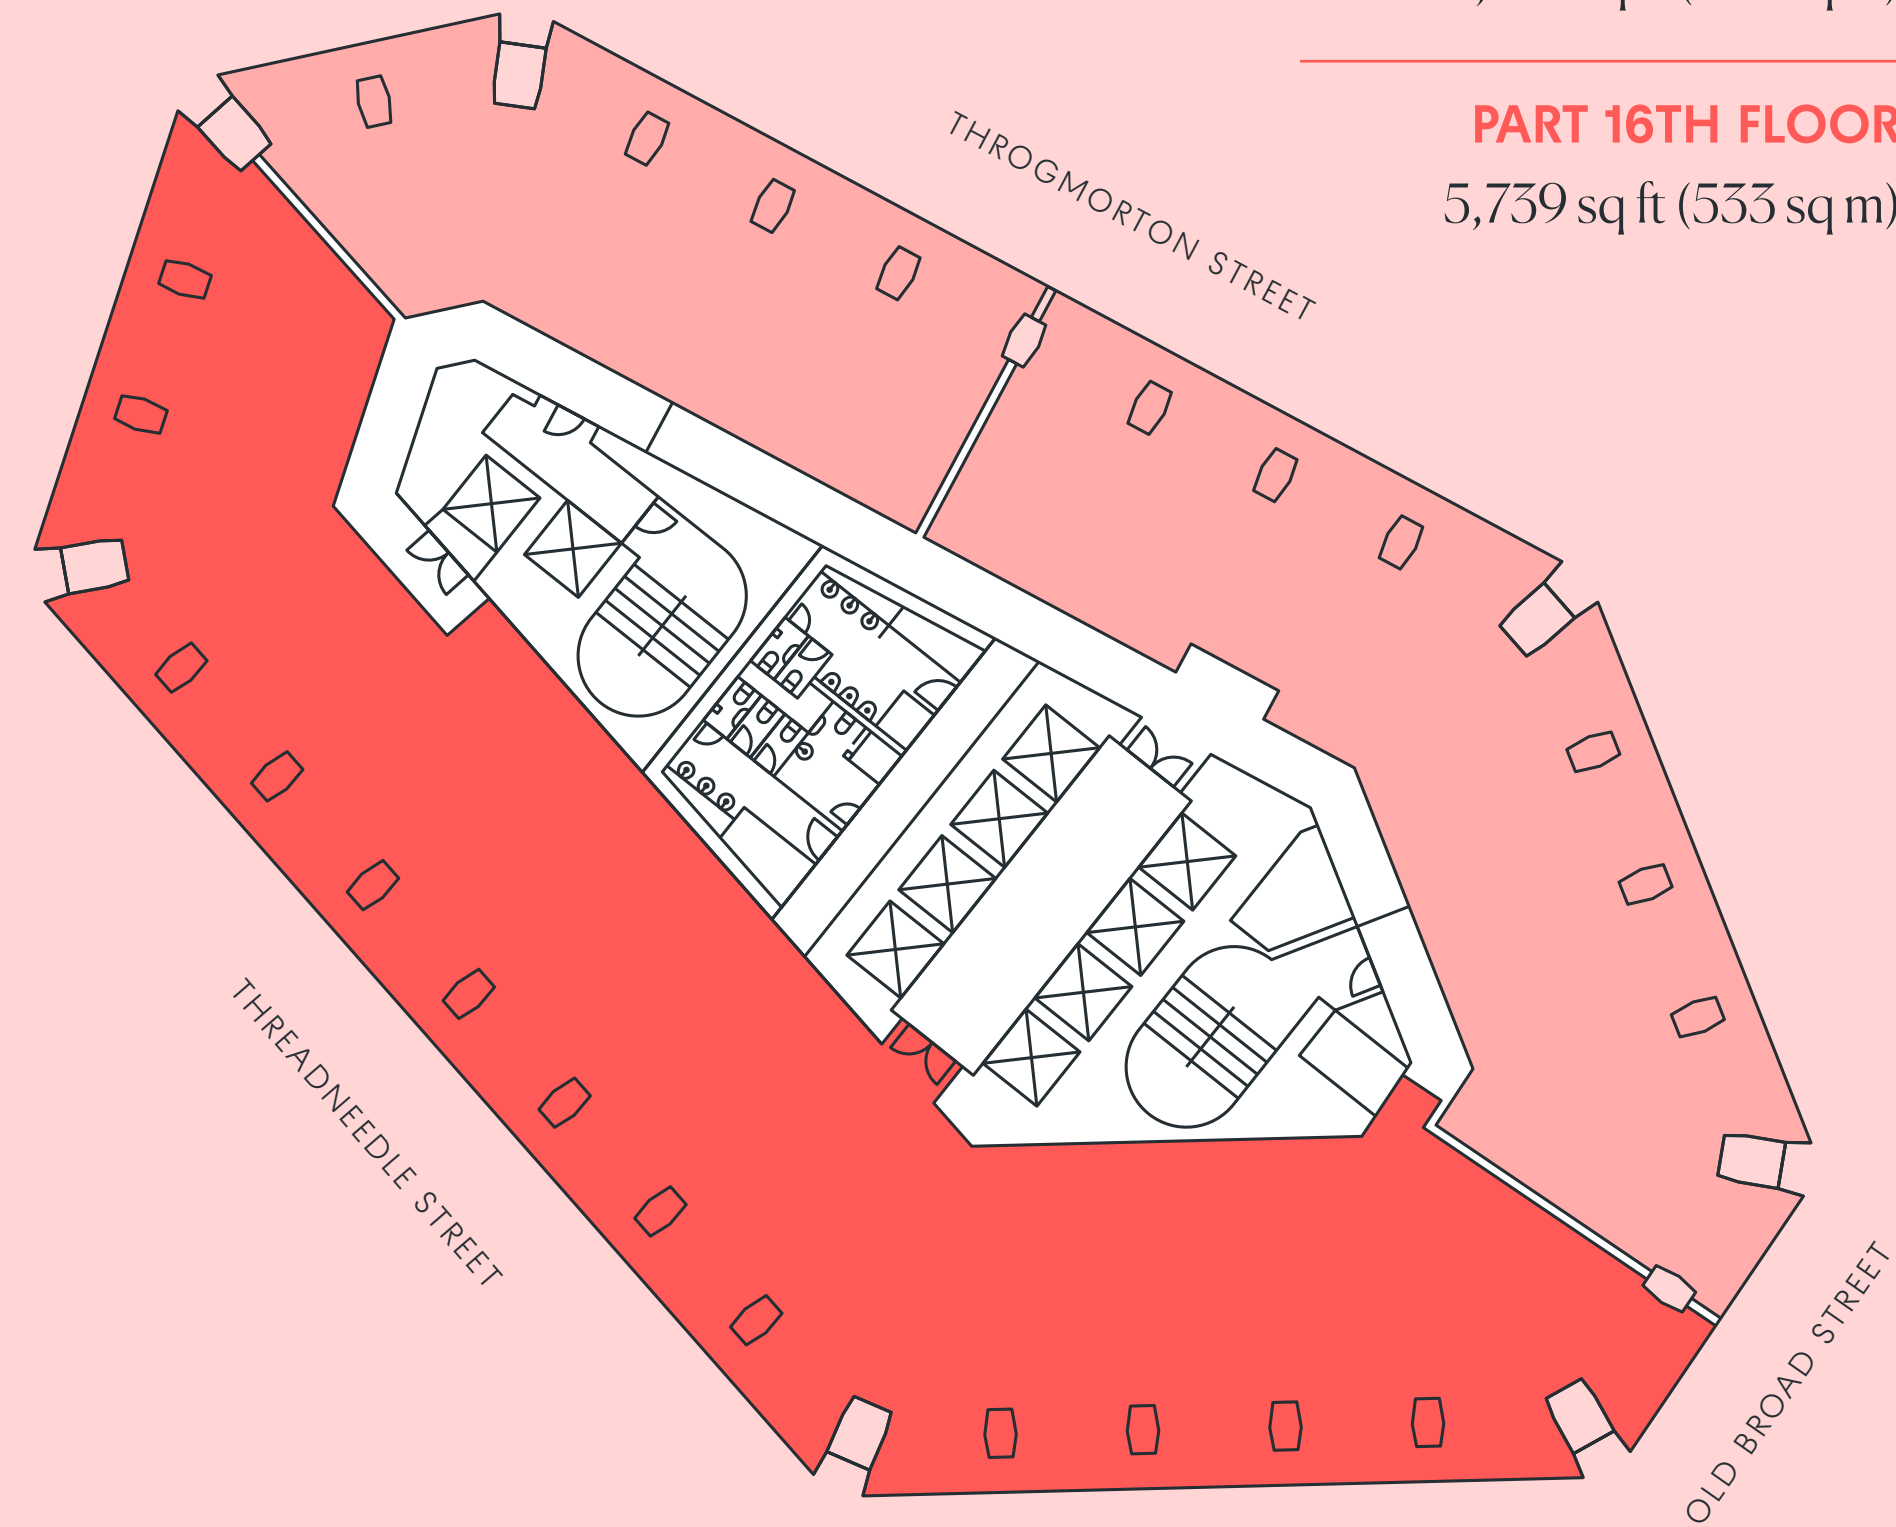 PART 16TH FLOOR
5,739 sq ft (533 sq m)
THROGMORTON STREET
THREADNEEDLE STREET
OLD BROAD STREET